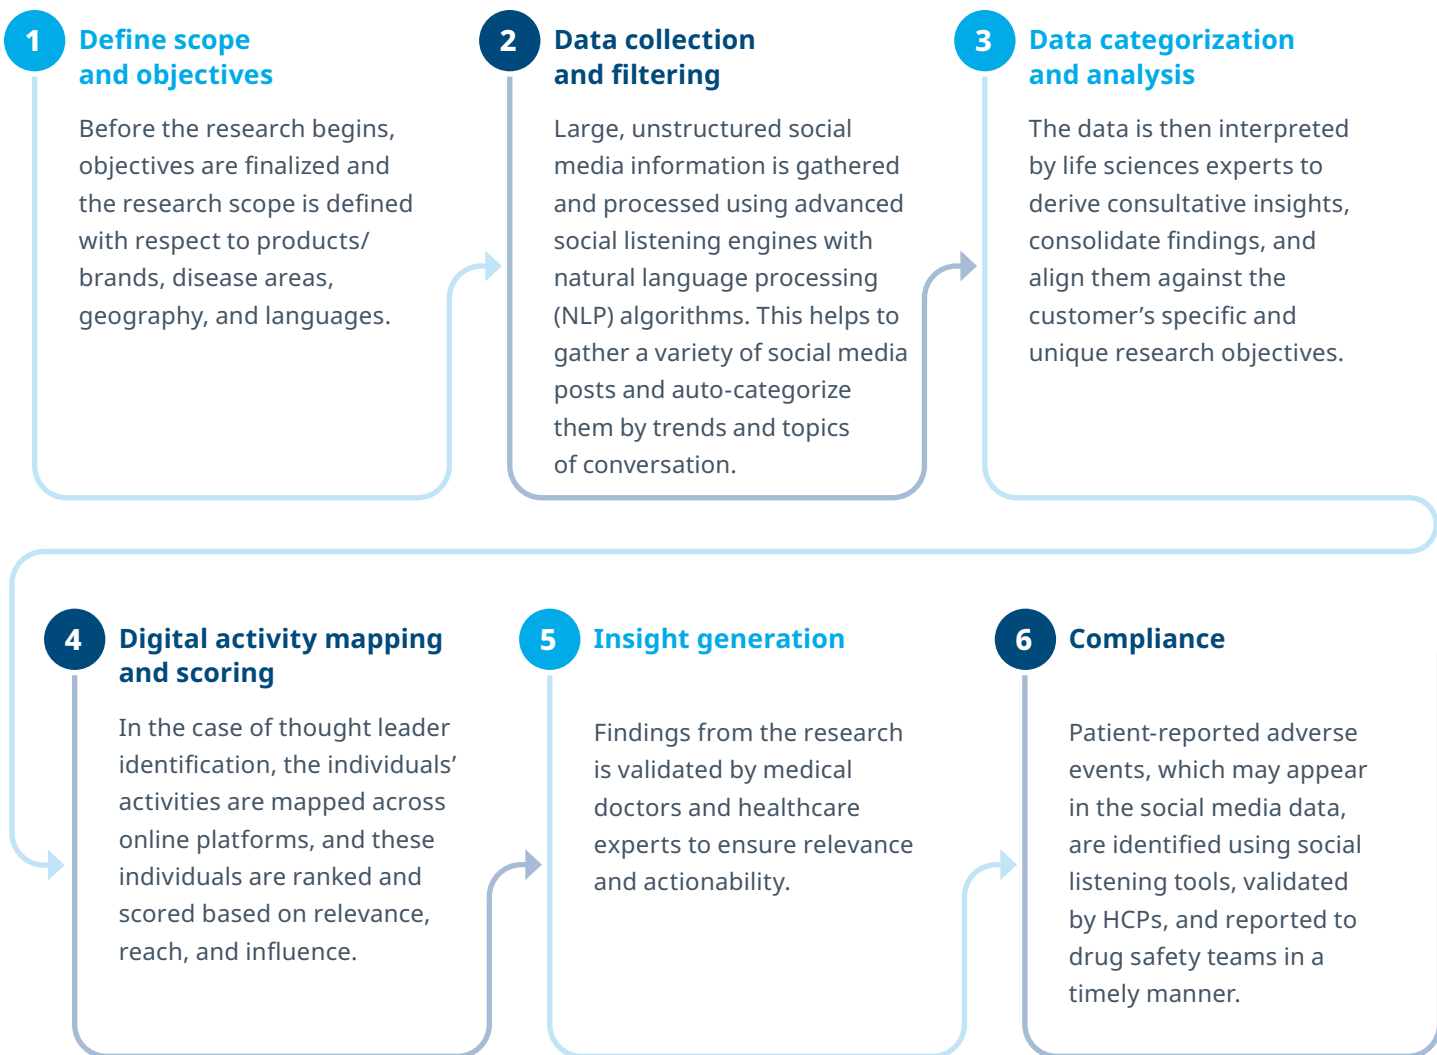 1
Define scope
and objectives
Before the research begins,
objectives are finalized and
the research scope is defined
with respect to products/
brands, disease areas,
geography, and languages.
2
Data collection
and filtering
Large, unstructured social
media information is gathered
and processed using advanced
social listening engines with
natural language processing
(NLP) algorithms. This helps to
gather a variety of social media
posts and auto-categorize
them by trends and topics
of conversation.
3
Data categorization
and analysis
The data is then interpreted
by life sciences experts to
derive consultative insights,
consolidate findings, and
align them against the
customer’s specific and
unique research objectives.
4
Digital activity mapping
and scoring
In the case of thought leader
identification, the individuals’
activities are mapped across
online platforms, and these
individuals are ranked and
scored based on relevance,
reach, and influence.
5
Insight generation
Findings from the research
is validated by medical
doctors and healthcare
experts to ensure relevance
and actionability.
6
Compliance
Patient-reported adverse
events, which may appear
in the social media data,
are identified using social
listening tools, validated
by HCPs, and reported to
drug safety teams in a
timely manner.